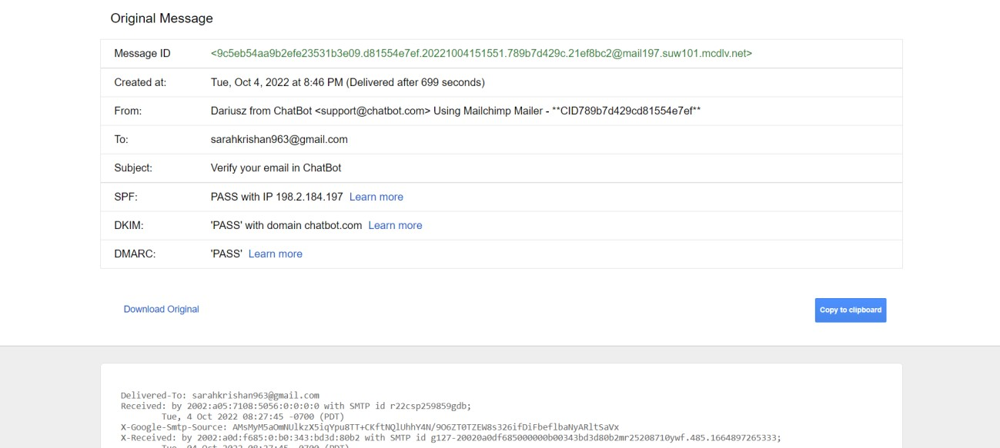 Original Message
Message ID <9c5eb54aa9b2efe23531b3e09.d81554e7ef.20221004151551.789b7d429c.21ef8bc2@mail197.suw101.mcdlv.net>
Created at: Tue, Oct 4, 2022 at 8:46 PM (Delivered after 699 seconds)
From: Dariusz from ChatBot <support@chatbot.com> Using Mailchimp Mailer - **CID789b7d429cd81554e7ef**
To: sarahkrishan963@gmail.com
Subject: Verify your email in ChatBot
SPF: PASS with IP 198.2.184.197 Learn more
DKIM: 'PASS' with domain chatbot.com Learn more
DMARC: 'PASS' Learn more
Download Original Copy to clipboard
Delivered-To: sarahkrishan963@gmail.com
Received: by 2002:a05:7108:5056:0:0:0:0 with SMTP id r22csp259859gdb;
Tue, 4 Oct 2022 08:27:45 -0700 (PDT)
X-Google-Smtp-Source: AMsMyM5aOmNUlkzX5iqYpu8TT+CKftNQlUhhY4N/9O6ZT0TZEW8s326ifDiFbeflbaNyARltSaVx
X-Received: by 2002:a0d:f685:0:b0:343:bd3d:80b2 with SMTP id g127-20020a0df685000000b00343bd3d80b2mr25208710ywf.485.1664897265333;
Tue, 04 Oct 2022 08:27:45 -0700 (PDT)